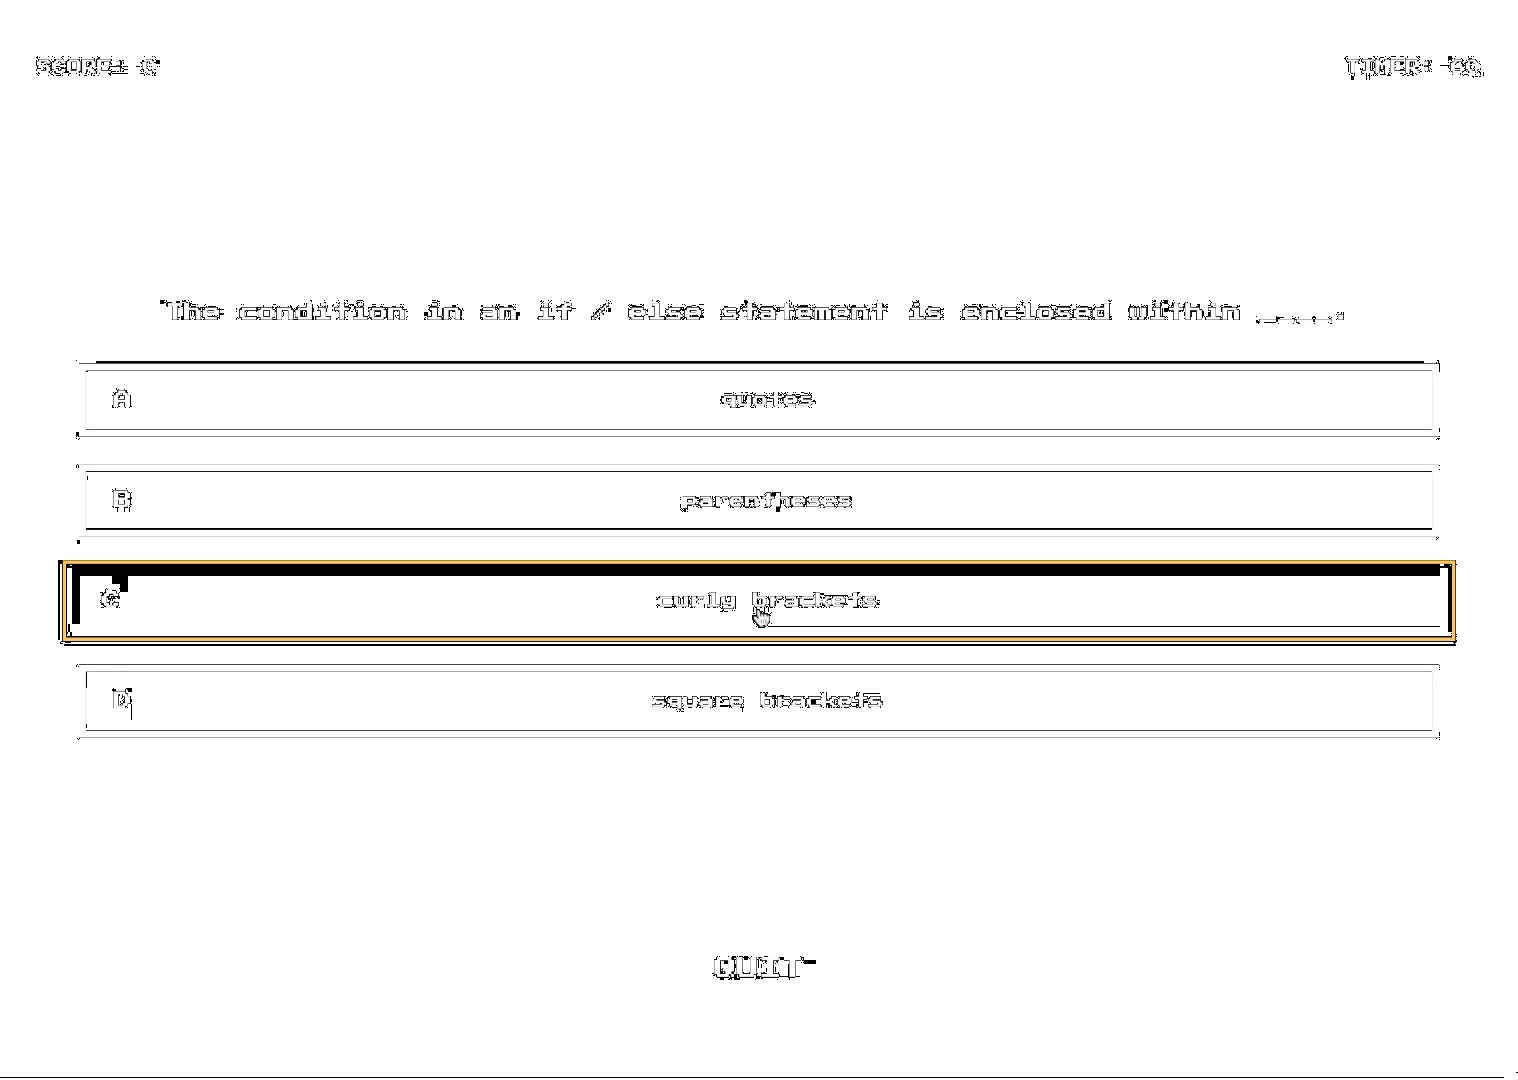 SCORE: 0
TIMER: 60
"The condition in an if / else statement is enclosed within ____."
A quotes
B parentheses
C curly brackets
D square brackets
QUIT